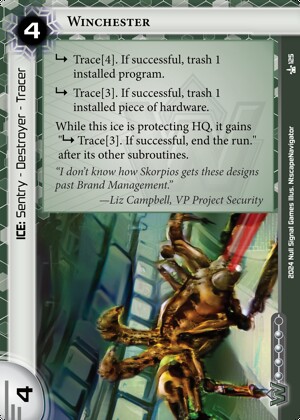 4
WINCHESTER
↳ Trace[4]. If successful, trash 1
installed program.
↳ Trace[3]. If successful, trash 1
installed piece of hardware.
While this ice is protecting HQ, it gains
"↳ Trace[3]. If successful, end the run."
after its other subroutines.
“I don't know how Skorpios gets these designs
past Brand Management.”
—Liz Campbell, VP Project Security
ICE: Sentry - Destroyer - Tracer
125
2024 Null Signal Games Illus. NtscapeNavigator
4